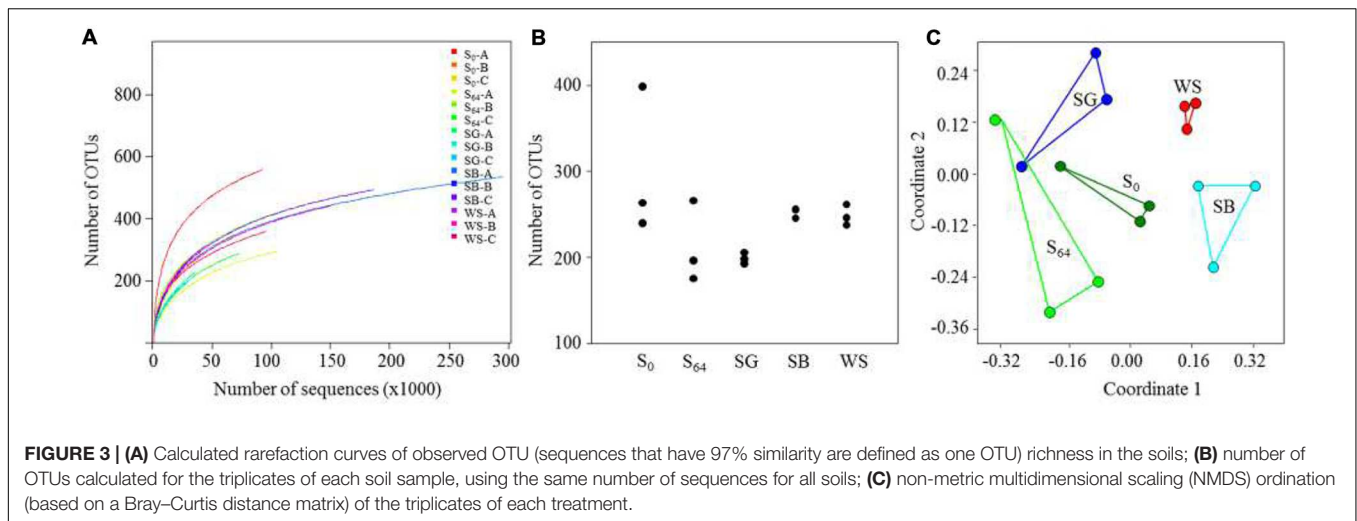 A
B
C
Number of OTUs
800
600
400
200
0
50
100
150
200
250
300
Number of sequences (x1000)
S₀-A
S₀-B
S₀-C
S₆₄-A
S₆₄-B
S₆₄-C
SG-A
SG-B
SG-C
SB-A
SB-B
SB-C
WS-A
WS-B
WS-C
Number of OTUs
400
300
200
100
S₀
S₆₄
SG
SB
WS
Coordinate 2
0.24
0.12
0.00
-0.12
-0.24
-0.36
SG
WS
S₀
SB
S₆₄
-0.32
-0.16
0.00
0.16
0.32
Coordinate 1
FIGURE 3 | (A) Calculated rarefaction curves of observed OTU (sequences that have 97% similarity are defined as one OTU) richness in the soils; (B) number of
OTUs calculated for the triplicates of each soil sample, using the same number of sequences for all soils; (C) non-metric multidimensional scaling (NMDS) ordination
(based on a Bray–Curtis distance matrix) of the triplicates of each treatment.